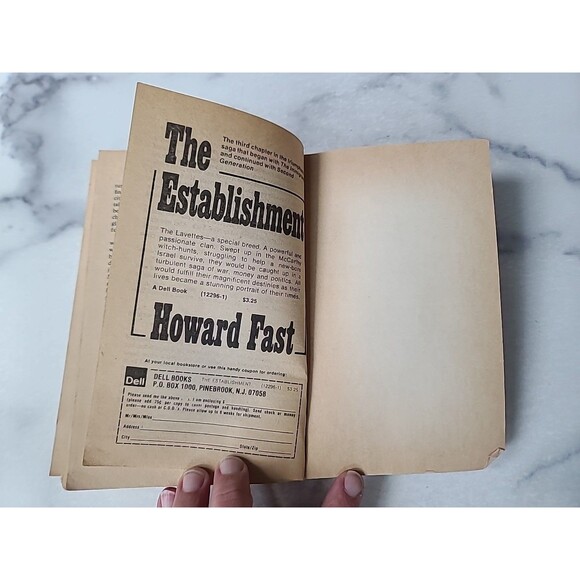 The
The third chapter in the
saga that began with The
and continued with Second
Generation
Establishment
The Lavettes—a special breed. A powerful and
passionate clan. Swept up in the McCarthy
witch-hunts, struggling to help a new-born
Israel survive, they would be caught up in a
turbulent saga of war, money and politics. All
would fulfill their magnificent destinies as their
lives became a stunning portrait of their times.
A Dell Book (12296-1) $3.25
Howard Fast
At your local bookstore or use this handy coupon for ordering:
Dell
DELL BOOKS THE ESTABLISHMENT (12296-1) $3.25
P.O. BOX 1000, PINEBROOK, N.J. 07058
Please send me the above I am enclosing $
(please add 75¢ per copy to cover postage and handling). Send check or money
order—no cash or C.O.D.'s. Please allow up to 8 weeks for shipment.
Mr/Mrs/Miss
Address
City State/Zip